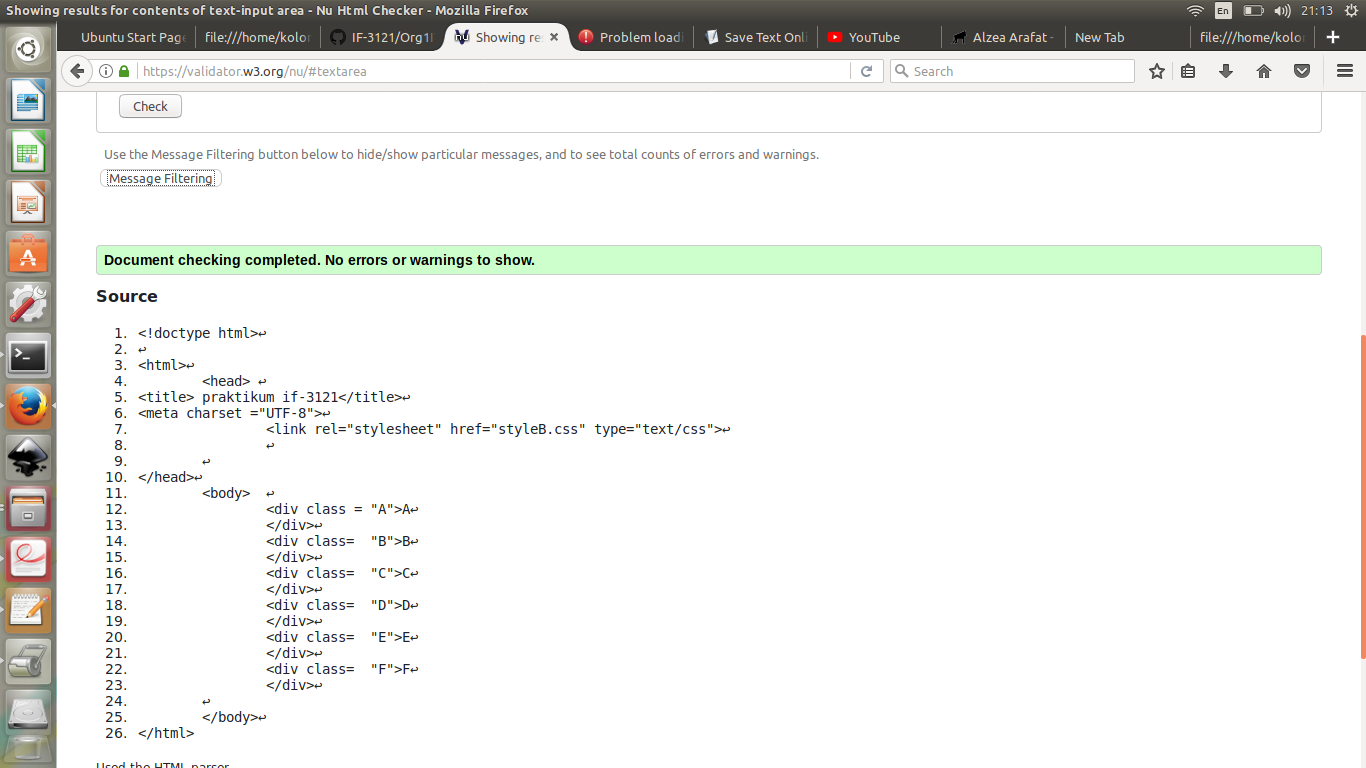 Showing results for contents of text-input area - Nu Html Checker - Mozilla Firefox
En
21:13
Ubuntu Start Page
file:///home/kolor
IF-3121/Org1
Showing re
Problem loadi
Save Text Onli
YouTube
Alzea Arafat -
New Tab
file:///home/kolor
https://validator.w3.org/nu/#textarea
Search
Check
Use the Message Filtering button below to hide/show particular messages, and to see total counts of errors and warnings.
Message Filtering
Document checking completed. No errors or warnings to show.
Source
1. <!doctype html>↩
2. ↩
3. <html>↩
4. <head> ↩
5. <title> praktikum if-3121</title>↩
6. <meta charset ="UTF-8">↩
7. <link rel="stylesheet" href="styleB.css" type="text/css">↩
8. ↩
9. ↩
10. </head>↩
11. <body>  ↩
12. <div class = "A">A↩
13. </div>↩
14. <div class=  "B">B↩
15. </div>↩
16. <div class=  "C">C↩
17. </div>↩
18. <div class=  "D">D↩
19. </div>↩
20. <div class=  "E">E↩
21. </div>↩
22. <div class=  "F">F↩
23. </div>↩
24. ↩
25. </body>↩
26. </html>
Used the HTML parser.